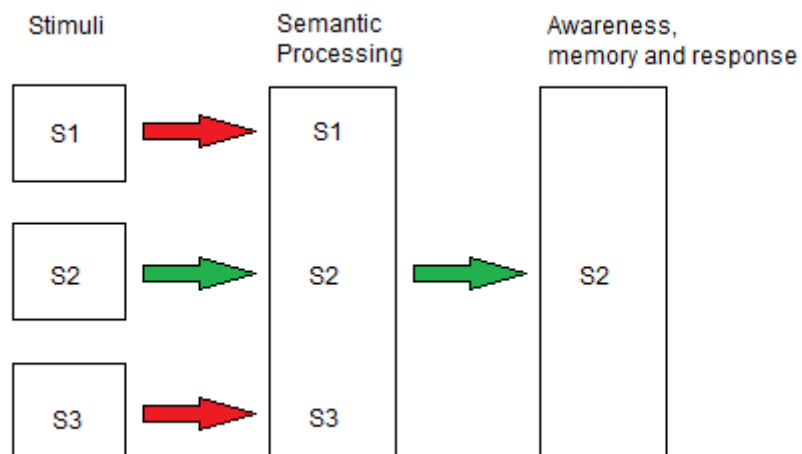 Stimuli
Semantic
Processing
Awareness,
memory and response
S1
S1
S2
S2
S2
S3
S3